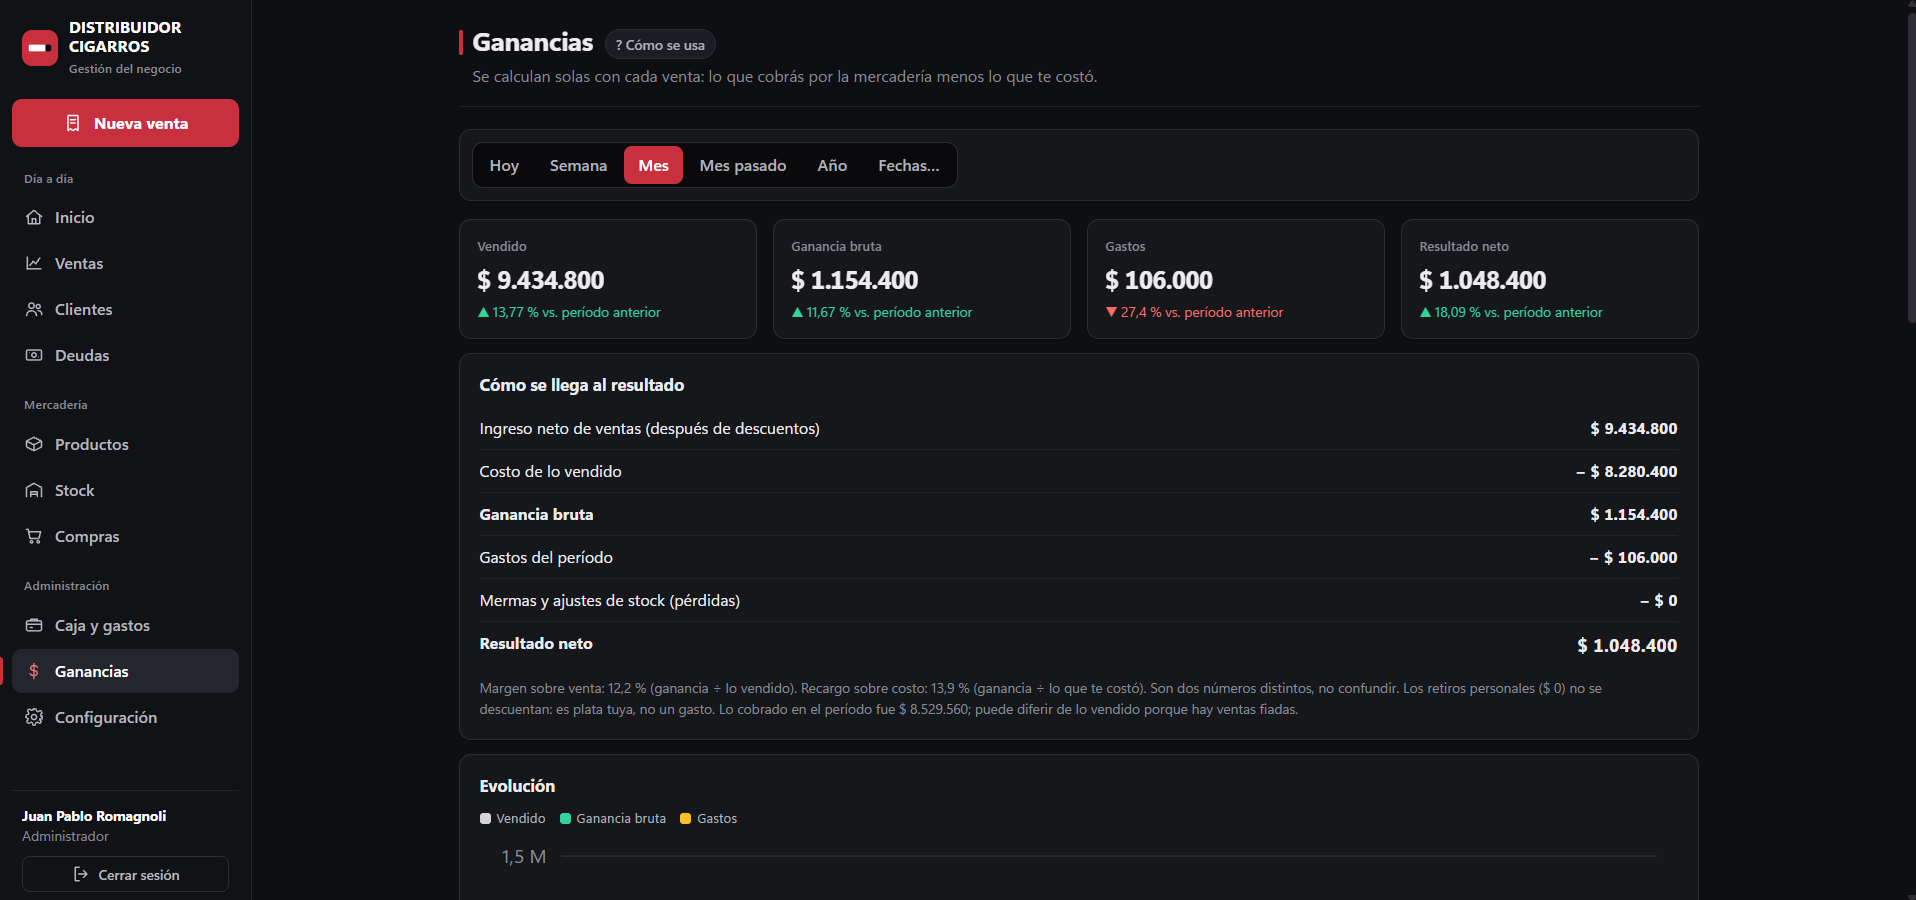 DISTRIBUIDOR
CIGARROS
Gestión del negocio
Nueva venta
Día a día
Inicio
Ventas
Clientes
Deudas
Mercadería
Productos
Stock
Compras
Administración
Caja y gastos
Ganancias
Configuración
Juan Pablo Romagnoli
Administrador
Cerrar sesión
Ganancias ? Cómo se usa
Se calculan solas con cada venta: lo que cobrás por la mercadería menos lo que te costó.
Hoy Semana Mes Mes pasado Año Fechas...
Vendido
$ 9.434.800
▲ 13,77 % vs. período anterior
Ganancia bruta
$ 1.154.400
▲ 11,67 % vs. período anterior
Gastos
$ 106.000
▼ 27,4 % vs. período anterior
Resultado neto
$ 1.048.400
▲ 18,09 % vs. período anterior
Cómo se llega al resultado
Ingreso neto de ventas (después de descuentos) $ 9.434.800
Costo de lo vendido – $ 8.280.400
Ganancia bruta $ 1.154.400
Gastos del período – $ 106.000
Mermas y ajustes de stock (pérdidas) – $ 0
Resultado neto $ 1.048.400
Margen sobre venta: 12,2 % (ganancia ÷ lo vendido). Recargo sobre costo: 13,9 % (ganancia ÷ lo que te costó). Son dos números distintos, no confundir. Los retiros personales ($ 0) no se
descuentan: es plata tuya, no un gasto. Lo cobrado en el período fue $ 8.529.560; puede diferir de lo vendido porque hay ventas fiadas.
Evolución
Vendido Ganancia bruta Gastos
1,5 M